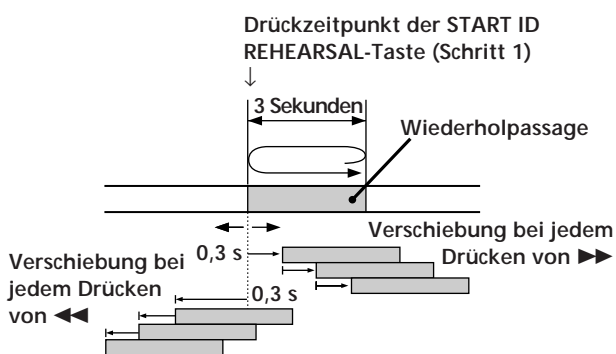 Drückzeitpunkt der START ID
REHEARSAL-Taste (Schritt 1)
3 Sekunden
Wiederholpassage
0,3 s
Verschiebung bei jedem
Drücken von ►►
Verschiebung bei
jedem Drücken
von ◄◄
0,3 s